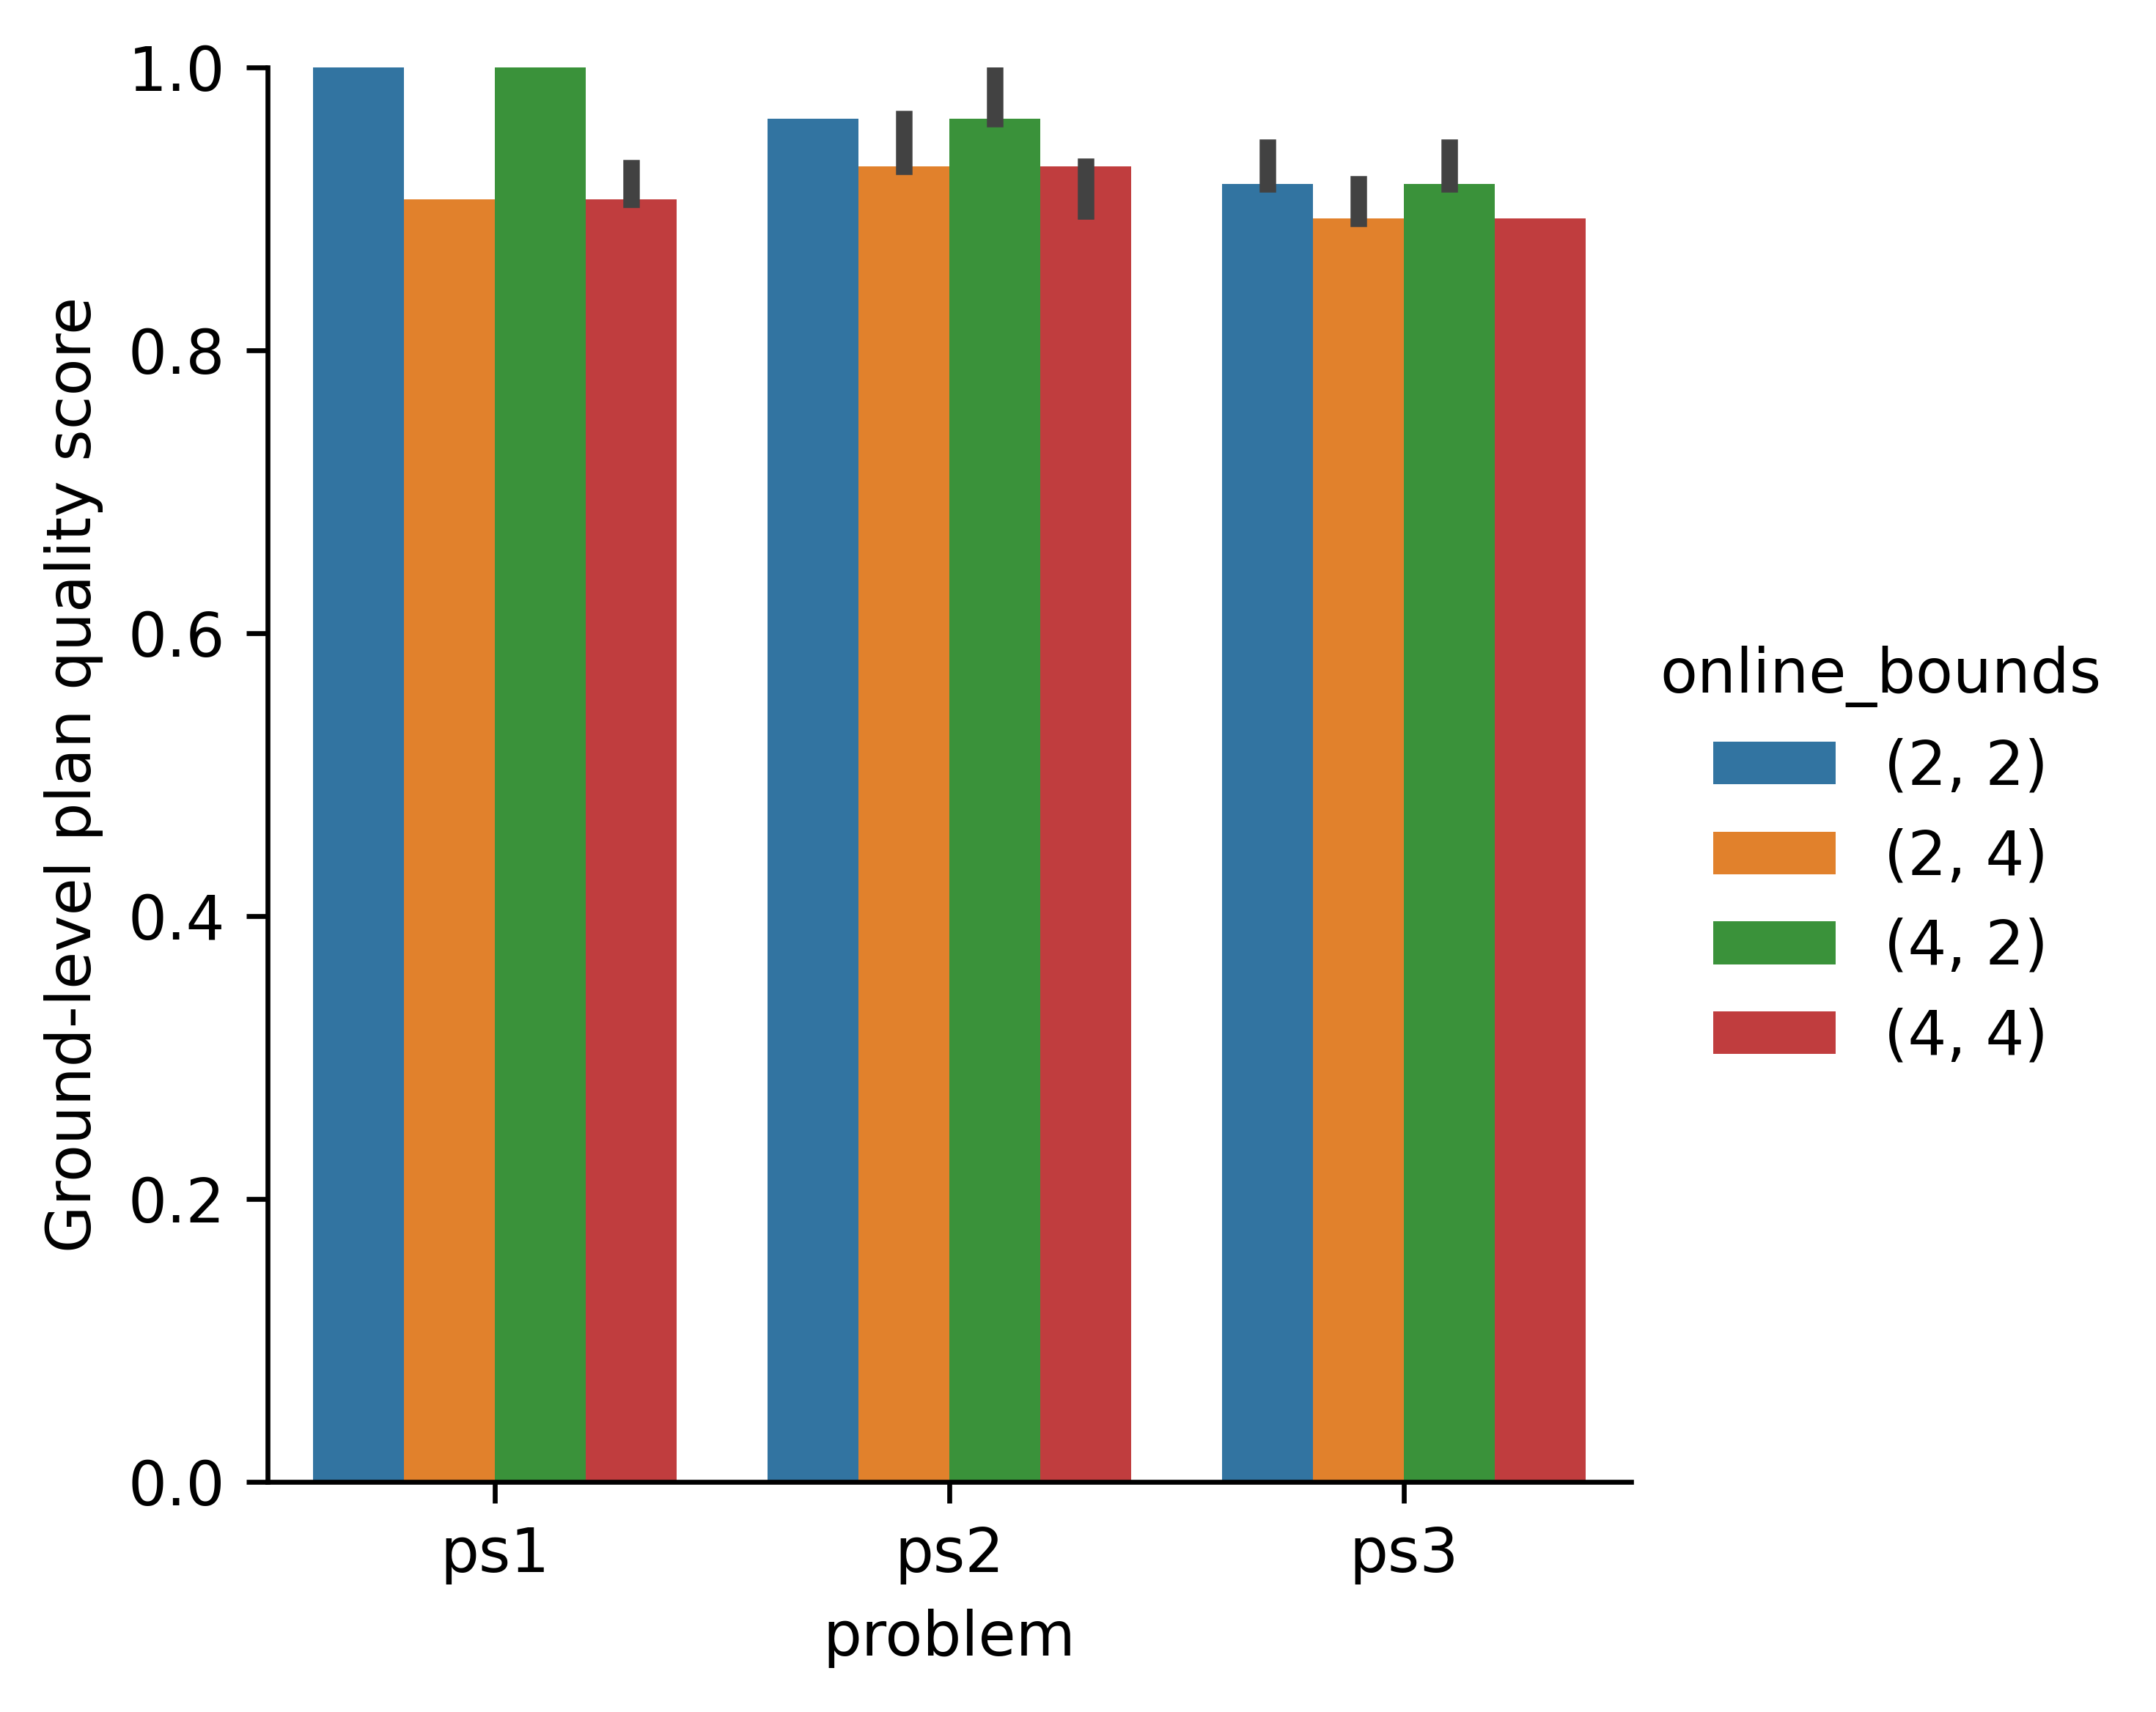 Ground-level plan quality score
1.0
0.8
0.6
0.4
0.2
0.0
ps1
ps2
ps3
problem
online_bounds
(2, 2)
(2, 4)
(4, 2)
(4, 4)